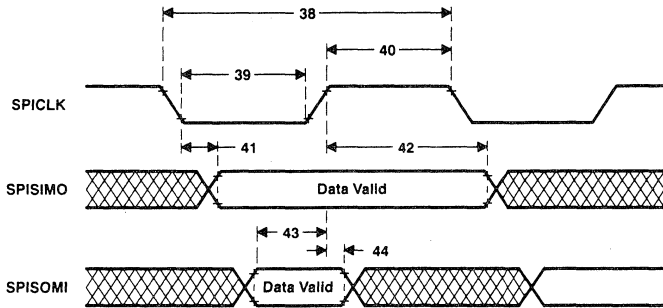 38
40
39
SPICLK
41
42
SPISIMO
Data Valid
43
44
SPISOMI
Data Valid